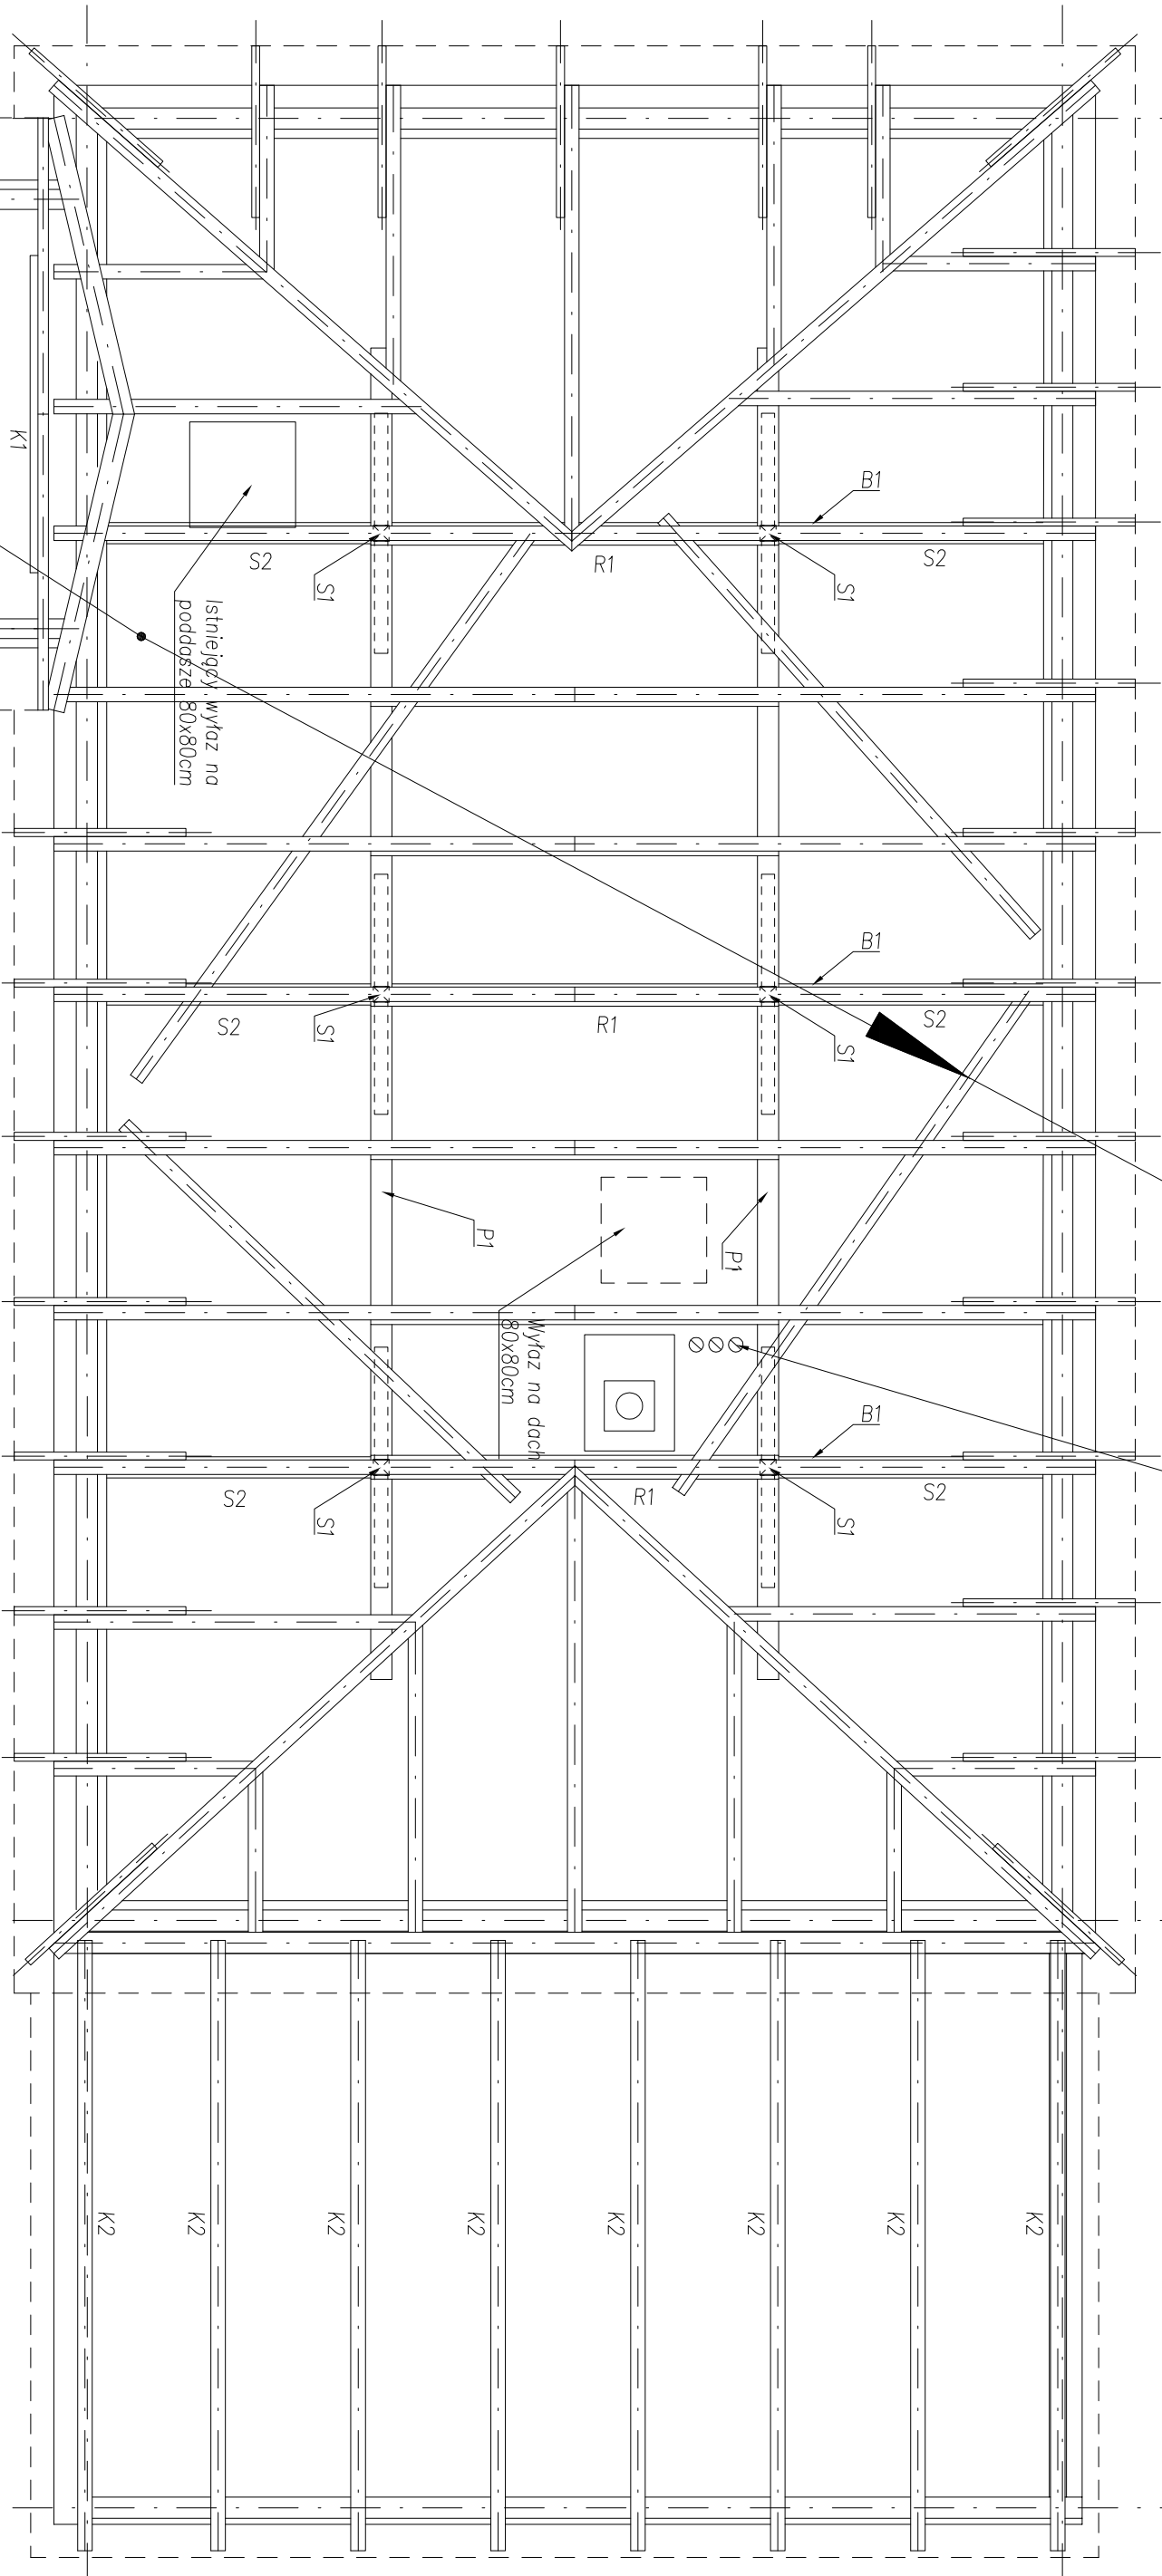 K1
B1
S2
R1
S2
S1
S1
Istniejący wyłaz na
poddasze 80x80cm
B1
S2
R1
S2
S1
S1
P1
P1
Wyłaz na dach
80x80cm
B1
S2
R1
S2
S1
S1
K2
K2
K2
K2
K2
K2
K2
K2